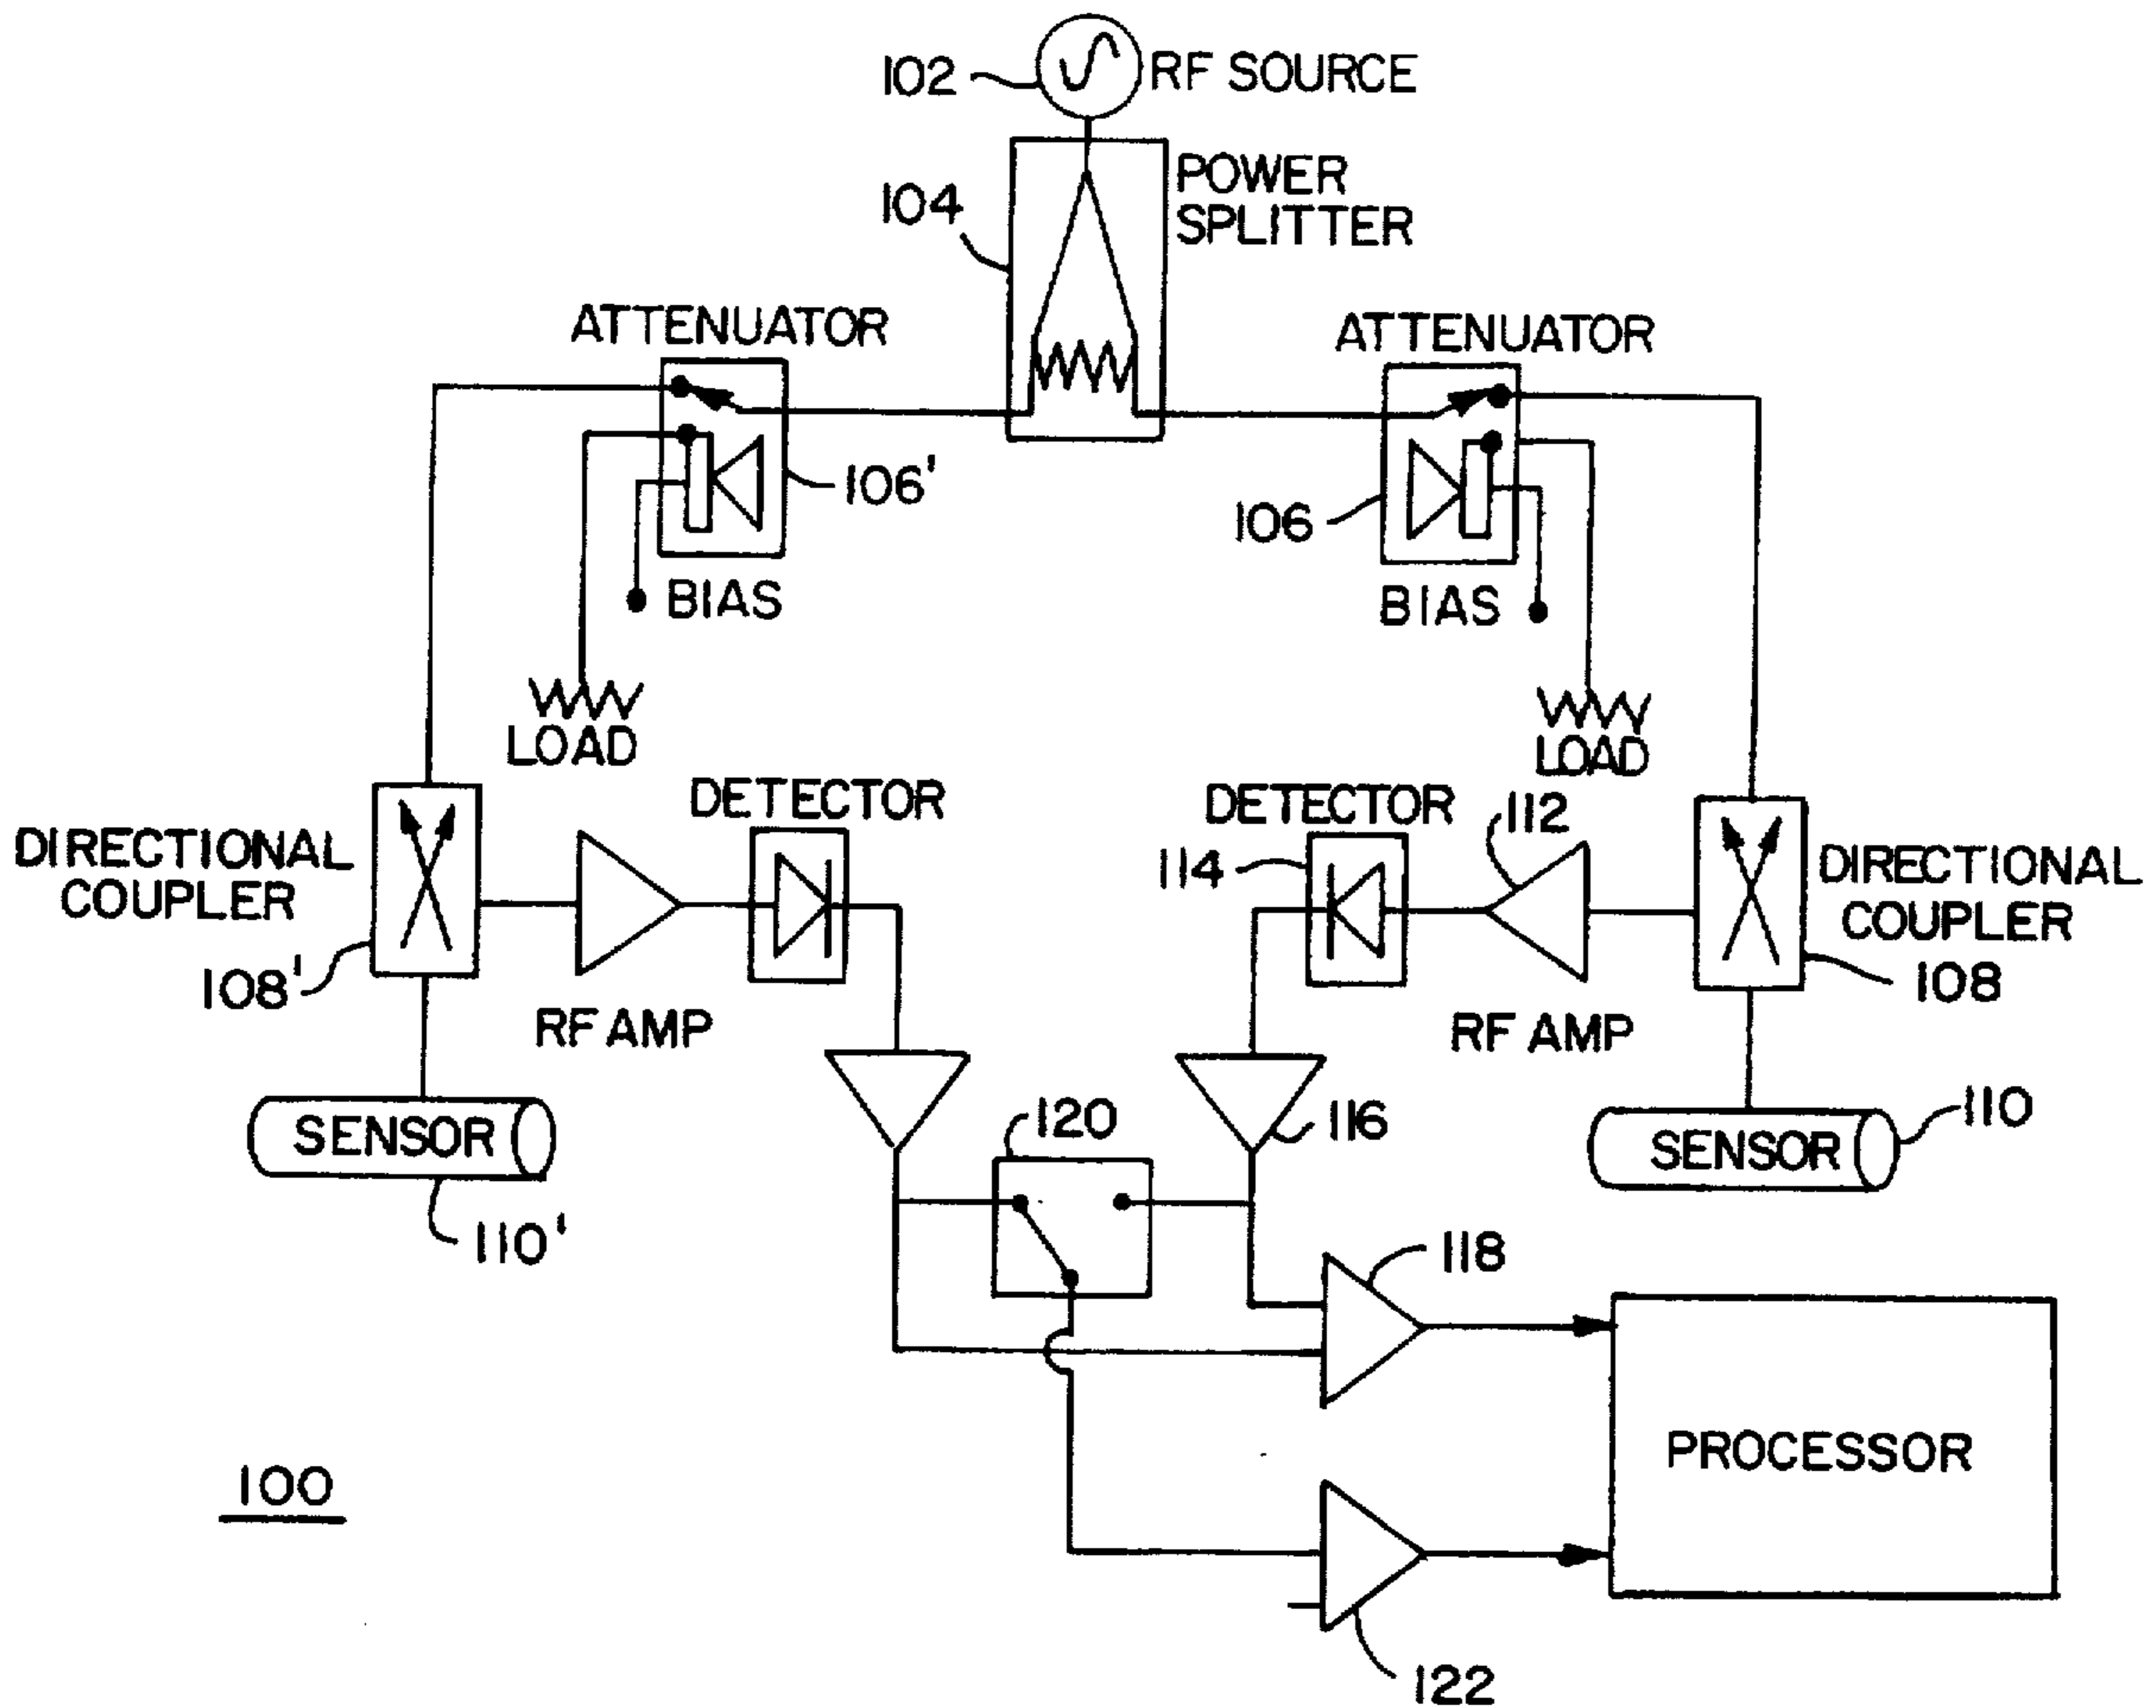 102
RF SOURCE
104
POWER
SPLITTER
ATTENUATOR
ATTENUATOR
106'
106
BIAS
BIAS
LOAD
LOAD
DETECTOR
DETECTOR
112
114
DIRECTIONAL
COUPLER
DIRECTIONAL
COUPLER
108'
108
RF AMP
RF AMP
SENSOR
SENSOR
110
110'
120
116
118
PROCESSOR
100
122